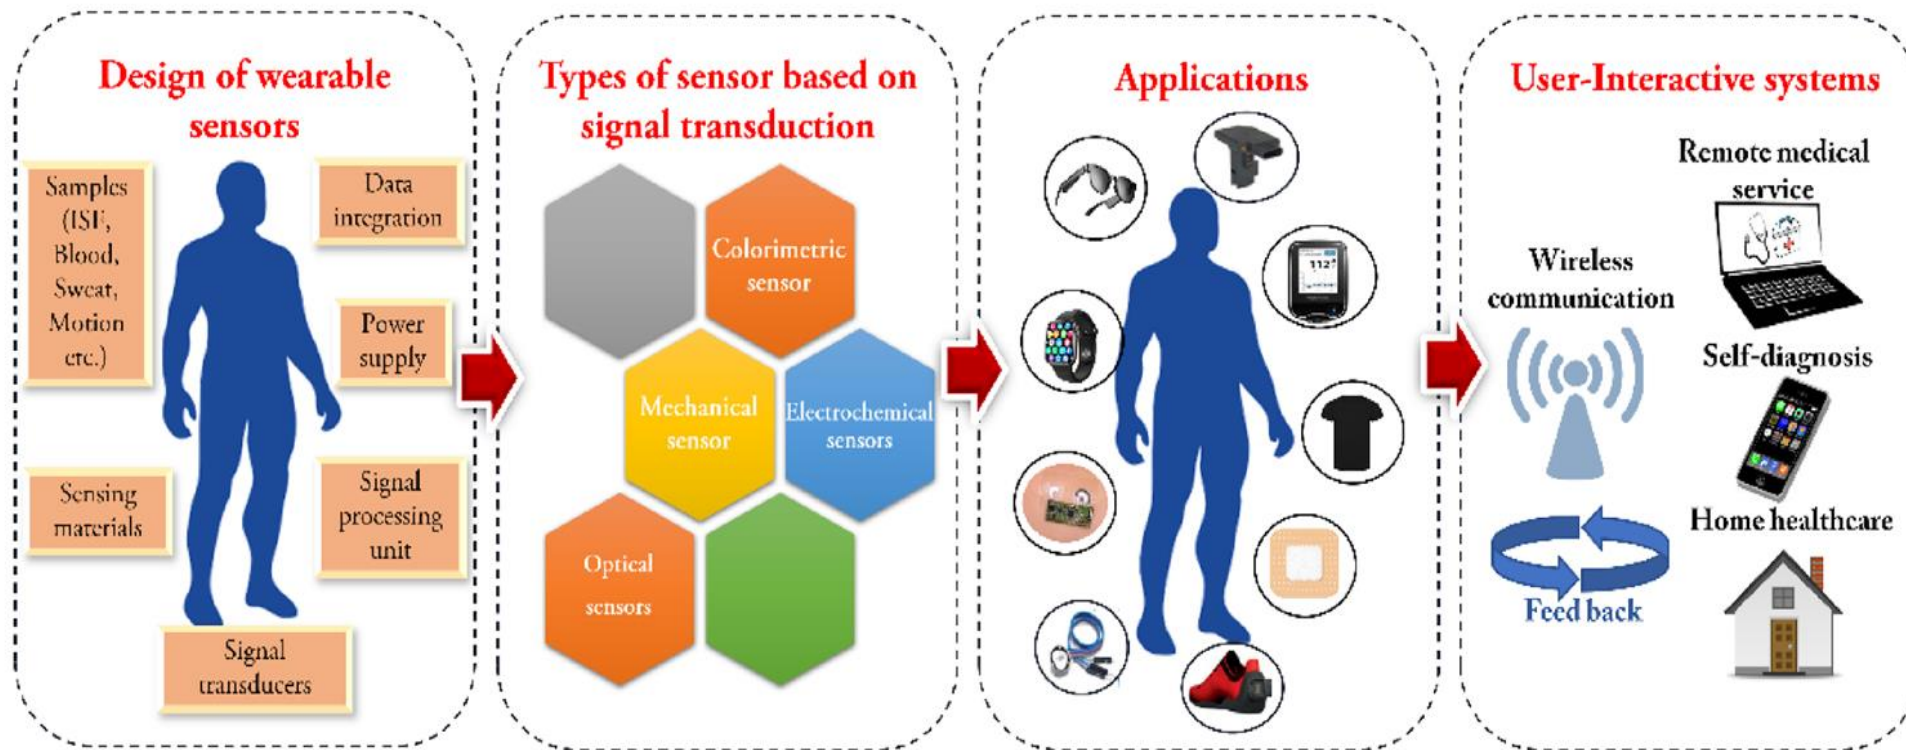 Design of wearable
sensors
Samples
(ISF,
Blood,
Sweat,
Motion
etc.)
Data
integration
Power
supply
Sensing
materials
Signal
processing
unit
Signal
transducers
Types of sensor based on
signal transduction
Colorimetric
sensor
Mechanical
sensor
Electrochemical
sensors
Optical
sensors
Applications
112
User-Interactive systems
Remote medical
service
Wireless
communication
Self-diagnosis
Home healthcare
Feed back